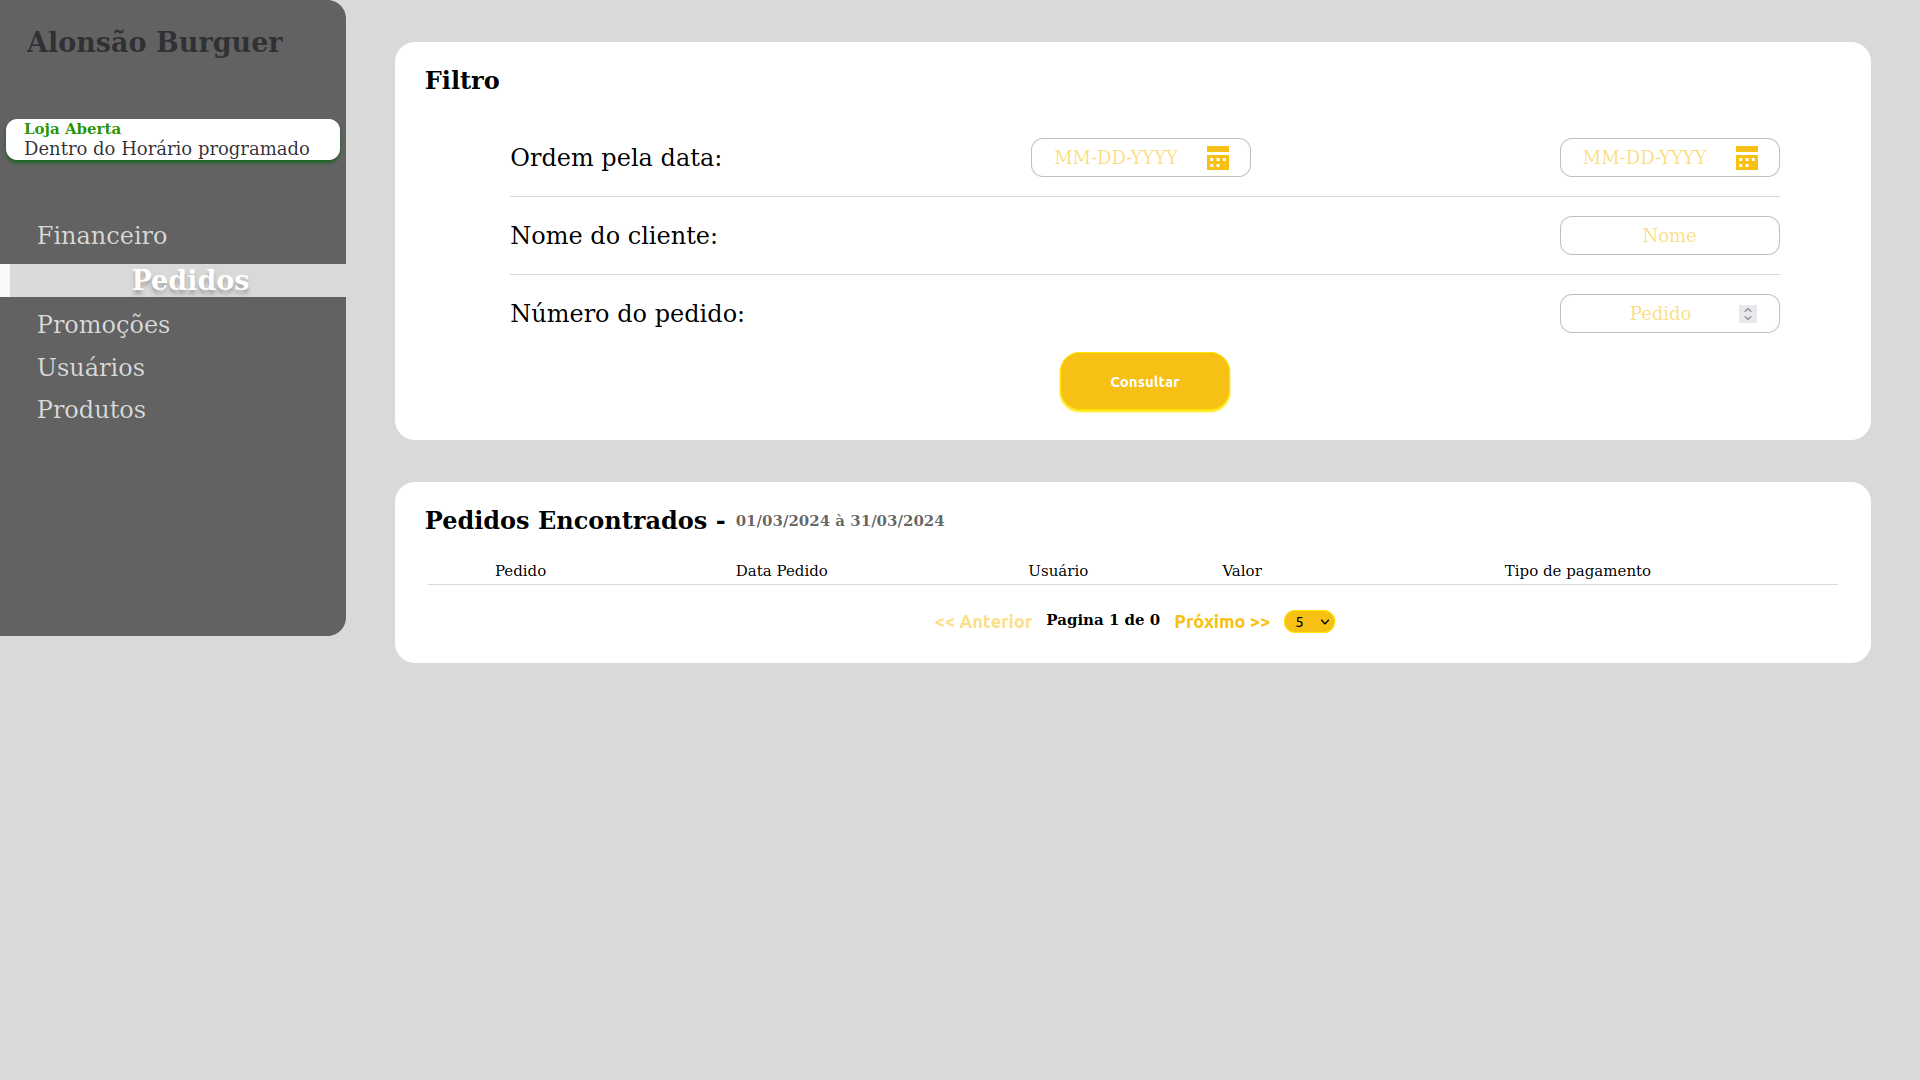 Alonsão Burguer
Loja Aberta
Dentro do Horário programado
Financeiro
Pedidos
Promoções
Usuários
Produtos
Filtro
Ordem pela data: MM-DD-YYYY MM-DD-YYYY
Nome do cliente: Nome
Número do pedido: Pedido
Consultar
Pedidos Encontrados - 01/03/2024 à 31/03/2024
Pedido Data Pedido Usuário Valor Tipo de pagamento
<< Anterior Pagina 1 de 0 Próximo >> 5